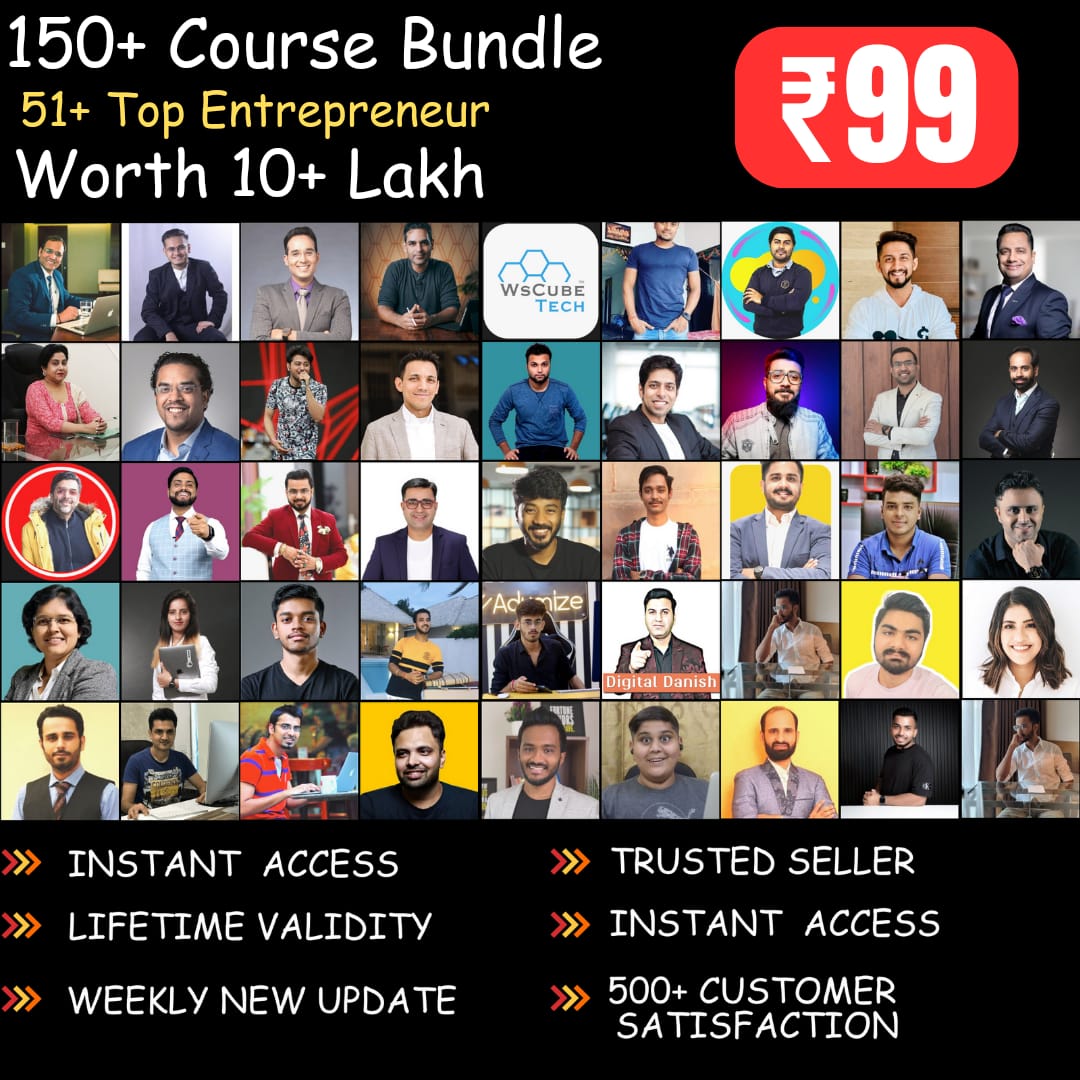 150+ Course Bundle
51+ Top Entrepreneur
Worth 10+ Lakh
₹99
WsCube
TECH
Digital Danish
INSTANT ACCESS
TRUSTED SELLER
LIFETIME VALIDITY
INSTANT ACCESS
WEEKLY NEW UPDATE
500+ CUSTOMER
SATISFACTION